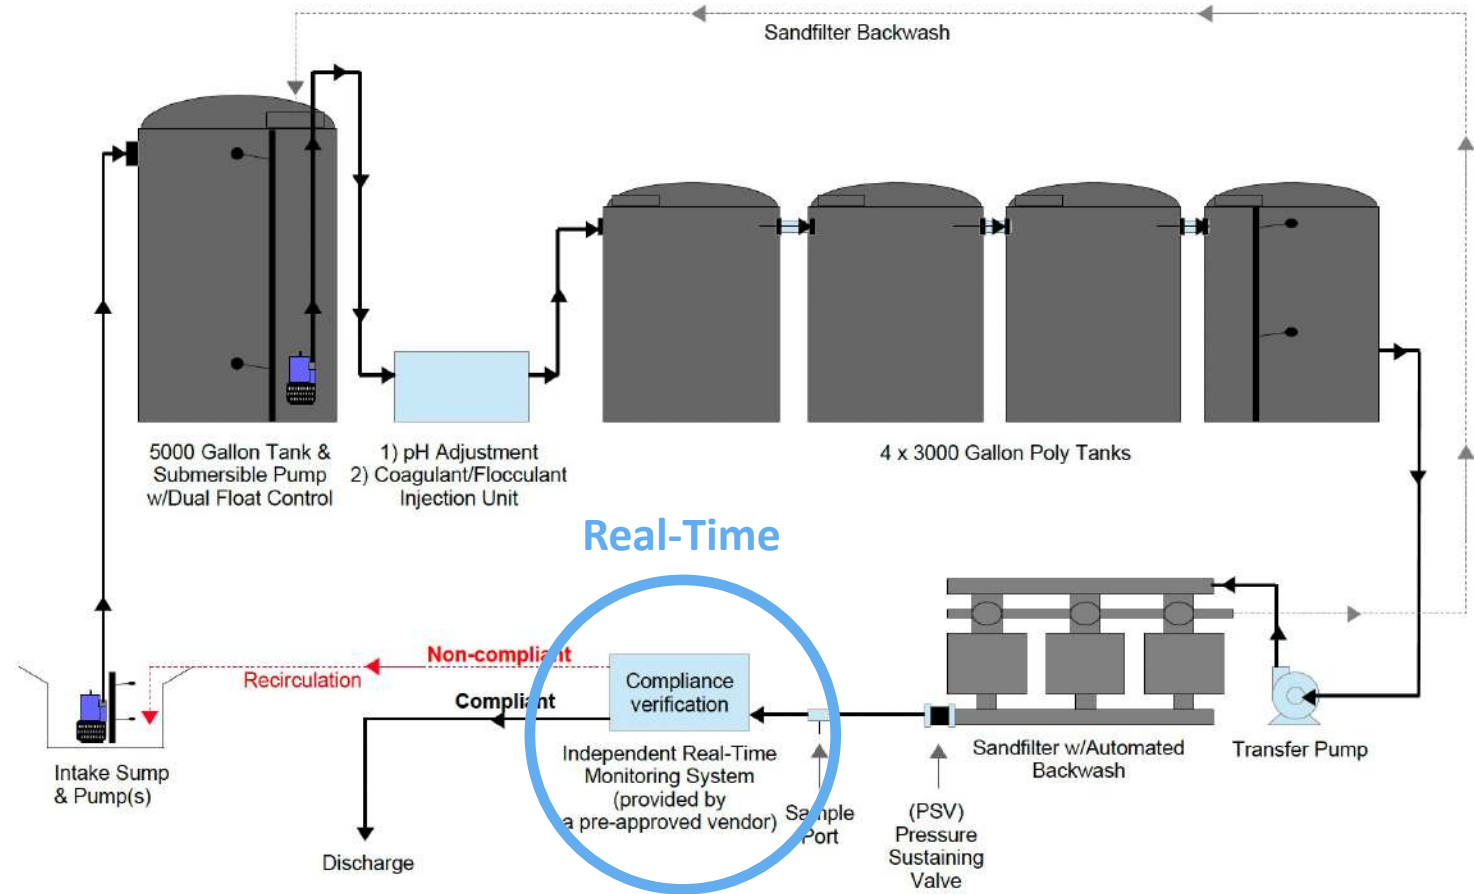 Sandfilter Backwash
5000 Gallon Tank &
Submersible Pump
w/Dual Float Control
1) pH Adjustment
2) Coagulant/Flocculant
Injection Unit
4 x 3000 Gallon Poly Tanks
Real-Time
Non-compliant
Recirculation
Compliant
Compliance
verification
Independent Real-Time
Monitoring System
(provided by
a pre-approved vendor)
Sample
Port
(PSV)
Pressure
Sustaining
Valve
Sandfilter w/Automated
Backwash
Transfer Pump
Intake Sump
& Pump(s)
Discharge